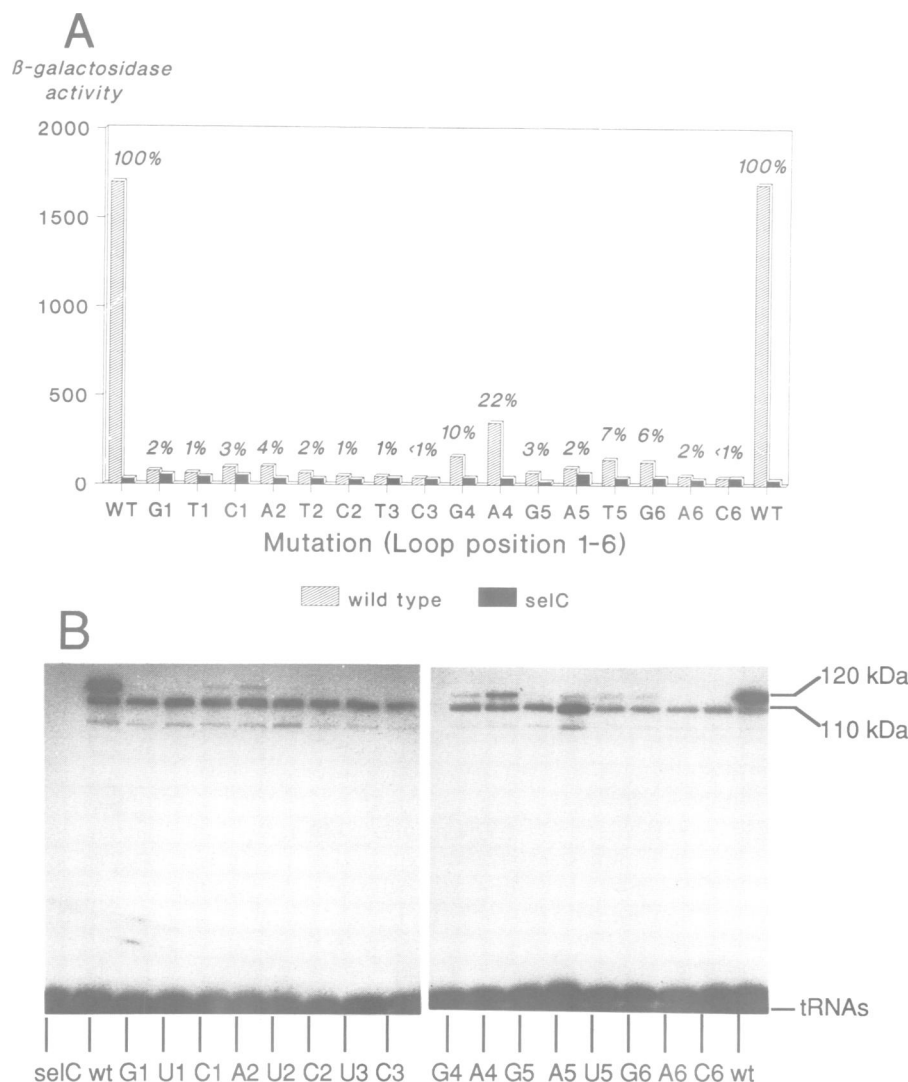 A
ß-galactosidase
activity
2000
1500
1000
500
0
100% 2% 1% 3% 4% 2% 1% 1% <1% 10% 22% 3% 2% 7% 6% 2% <1% 100%
WT G1 T1 C1 A2 T2 C2 T3 C3 G4 A4 G5 A5 T5 G6 A6 C6 WT
Mutation (Loop position 1-6)
wild type selC
B
120 kDa
110 kDa
tRNAs
selC wt G1 U1 C1 A2 U2 C2 U3 C3 G4 A4 G5 A5 U5 G6 A6 C6 wt